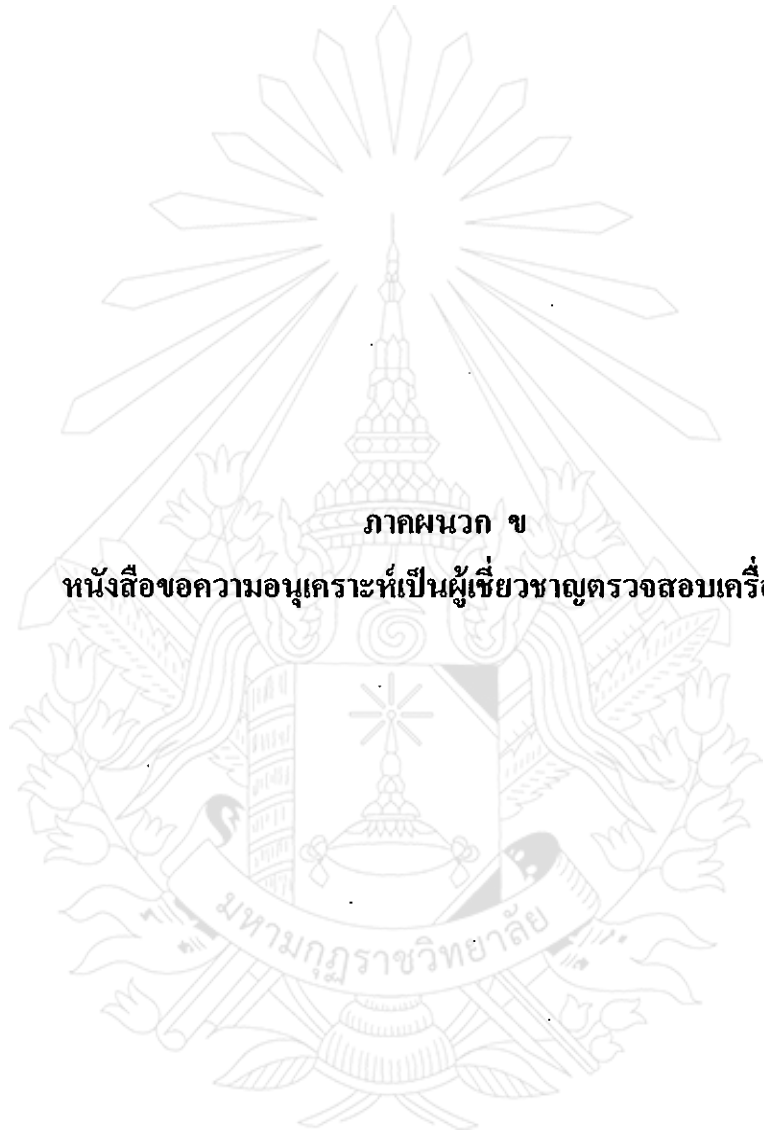 ภาคผนวก ข
หนังสือขอความอนุเคราะห์เป็นผู้เชี่ยวชาญตรวจสอบเครื่
มหามกุฏราชวิทยาลัย